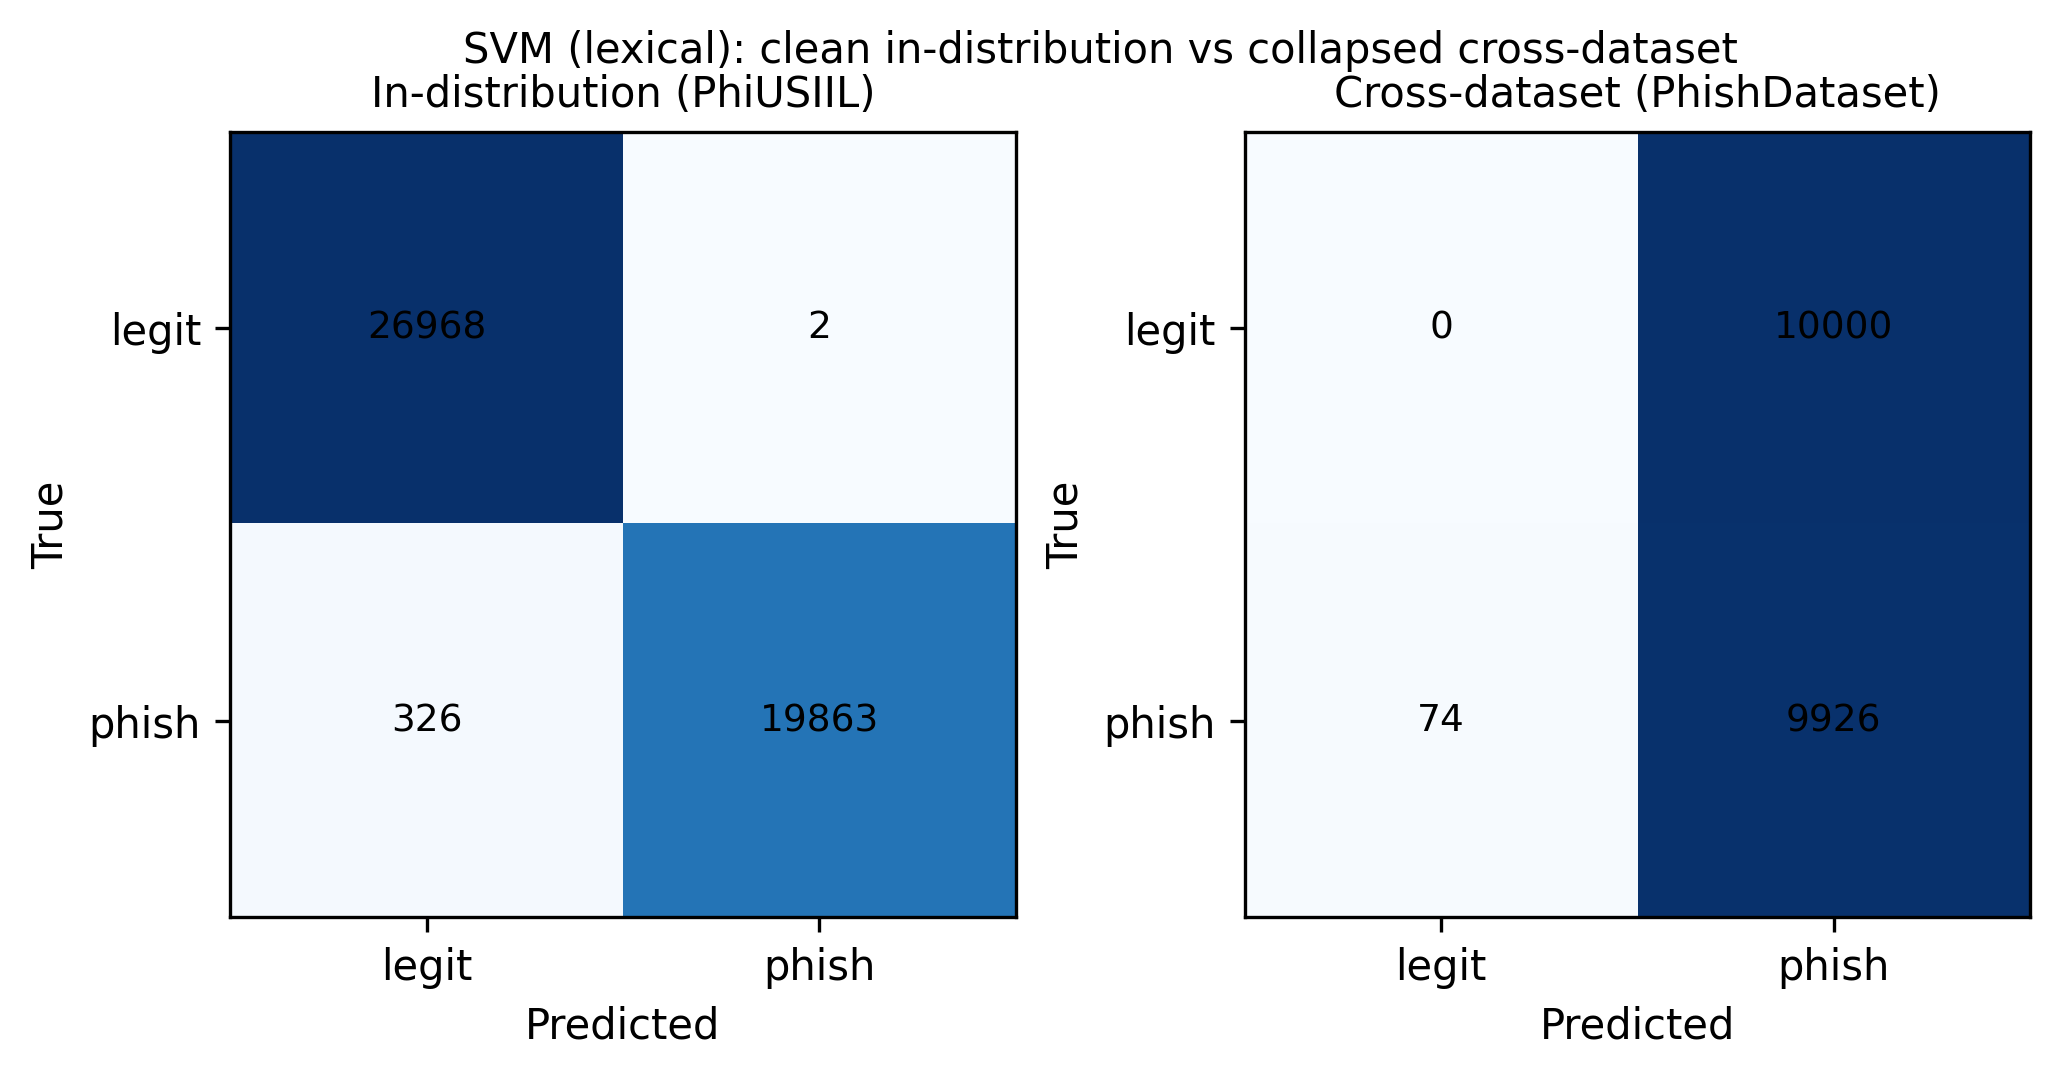 SVM (lexical): clean in-distribution vs collapsed cross-dataset
In-distribution (PhiUSIIL)
True
legit
26968
2
phish
326
19863
legit
phish
Predicted
Cross-dataset (PhishDataset)
True
legit
0
10000
phish
74
9926
legit
phish
Predicted